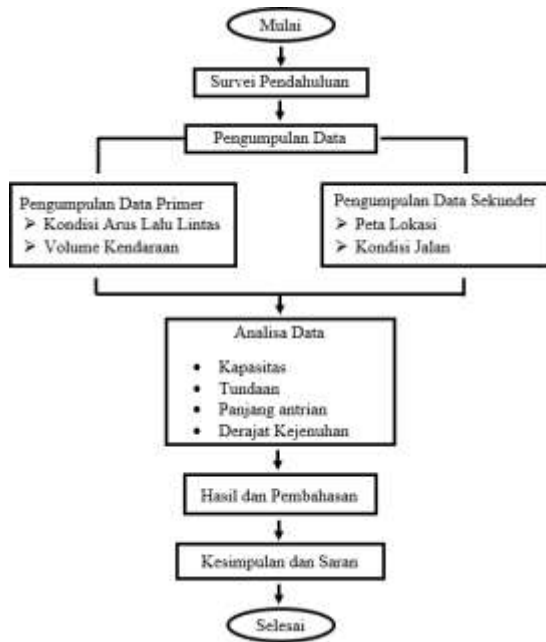 Mulai
Survei Pendahuluan
Pengumpulan Data
Pengumpulan Data Primer
➢ Kondisi Arus Lalu Lintas
➢ Volume Kendaraan
Pengumpulan Data Sekunder
➢ Peta Lokasi
➢ Kondisi Jalan
Analisa Data
• Kapasitas
• Tundaan
• Panjang antrian
• Derajat Kejenuhan
Hasil dan Pembahasan
Kesimpulan dan Saran
Selesai